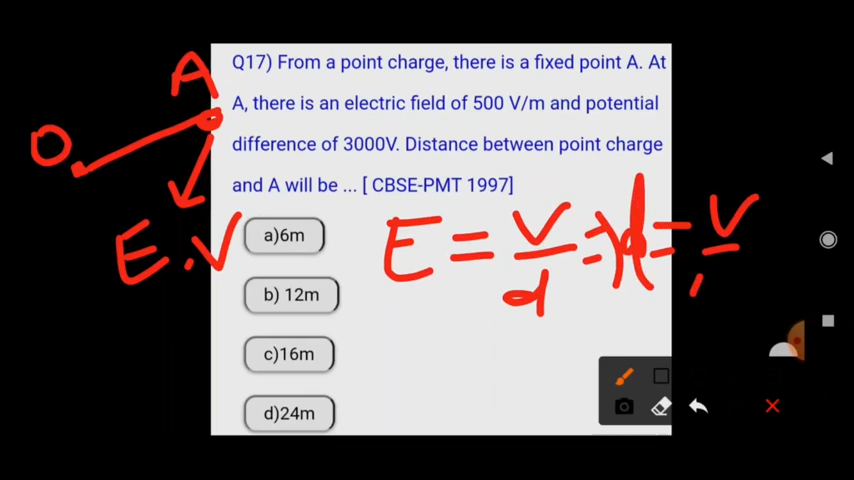 Q17) From a point charge, there is a fixed point A. At
A, there is an electric field of 500 V/m and potential
difference of 3000V. Distance between point charge
and A will be ... [ CBSE-PMT 1997]
a)6m
b) 12m
c)16m
d)24m
A
O
E.V
E = V/d ⇒ d = V/